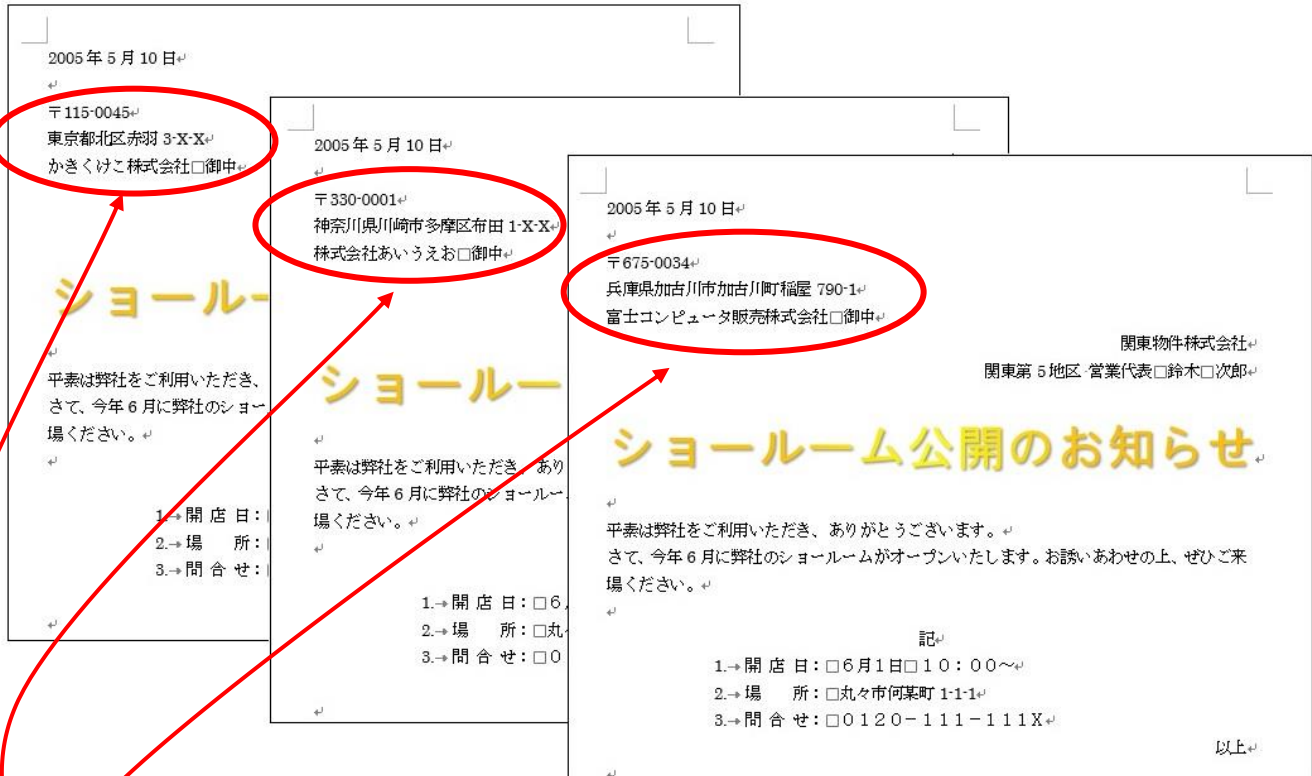 2005年5月10日↵
↵
〒115-0045↵
東京都北区赤羽 3-X-X↵
かきくけこ株式会社□御中↵
ショールー
↵
平素は弊社をご利用いただき、
さて、今年6月に弊社のショー
場ください。↵
↵
1.→開 店 日：
2.→場　　所：
3.→問 合 せ：
↵
2005年5月10日↵
↵
〒330-0001↵
神奈川県川崎市多摩区布田 1-X-X↵
株式会社あいうえお□御中↵
ショールー
↵
平素は弊社をご利用いただき、あり
さて、今年6月に弊社のショールー
場ください。↵
↵
1.→開 店 日：□6
2.→場　　所：□丸
3.→問 合 せ：□0
↵
2005年5月10日↵
↵
〒675-0034↵
兵庫県加古川市加古川町稲屋 790-1↵
富士コンピュータ販売株式会社□御中↵
関東物件株式会社↵
関東第 5地区 営業代表□鈴木□次郎↵
ショールーム公開のお知らせ↵
↵
平素は弊社をご利用いただき、ありがとうございます。↵
さて、今年6月に弊社のショールームがオープンいたします。お誘いあわせの上、ぜひご来
場ください。↵
↵
記↵
1.→開 店 日：□6月1日□10：00～↵
2.→場　　所：□丸々市何某町 1-1-1↵
3.→問 合 せ：□0120-111-111X↵
以上↵
↵